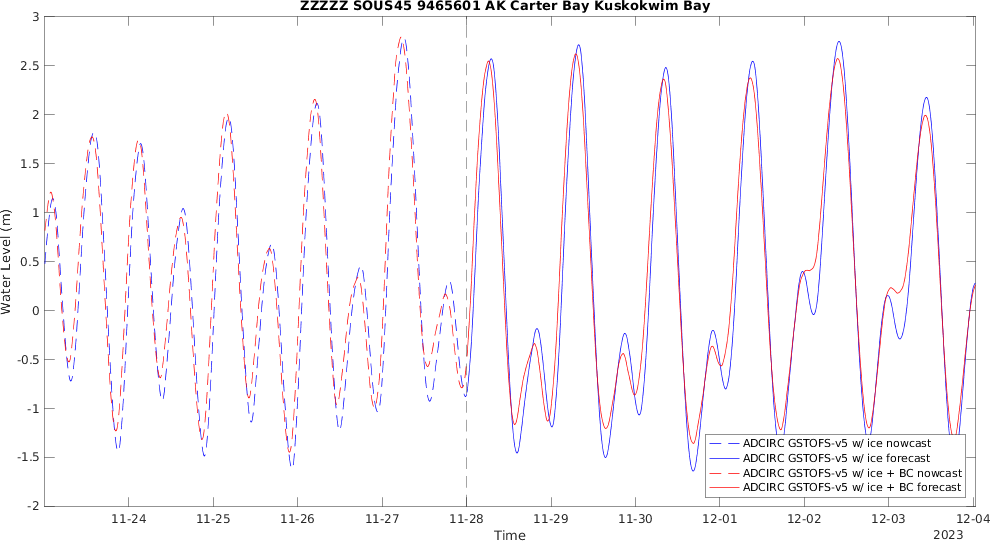 ZZZZZ SOUS45 9465601 AK Carter Bay Kuskokwim Bay
3
2.5
2
1.5
1
0.5
0
-0.5
-1
-1.5
-2
Water Level (m)
11-24 11-25 11-26 11-27 11-28 11-29 11-30 12-01 12-02 12-03 12-04
Time
2023
ADCIRC GSTOFS-v5 w/ ice nowcast
ADCIRC GSTOFS-v5 w/ ice forecast
ADCIRC GSTOFS-v5 w/ ice + BC nowcast
ADCIRC GSTOFS-v5 w/ ice + BC forecast